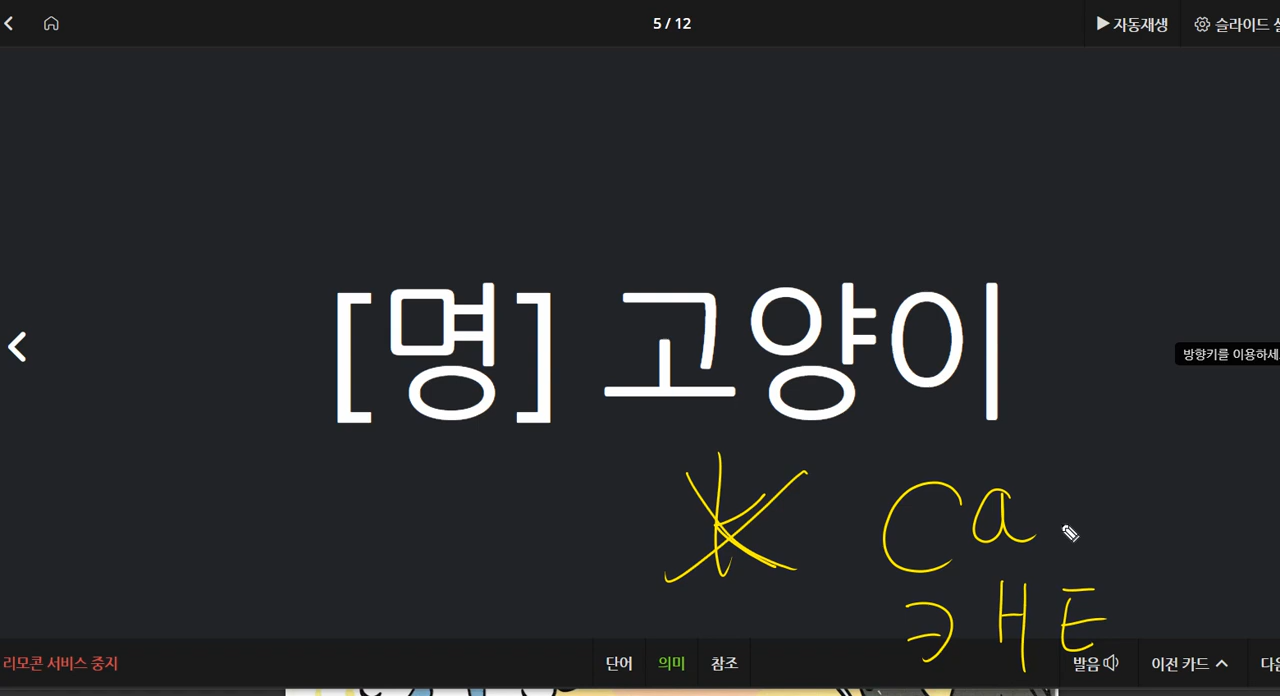 5 / 12
자동재생
슬라이드
[명] 고양이
방향키를 이용하세
k
Ca
ㅋ ㅐ ㅌ
리모콘 서비스 중지
단어
의미
참조
발음
이전 카드
다음